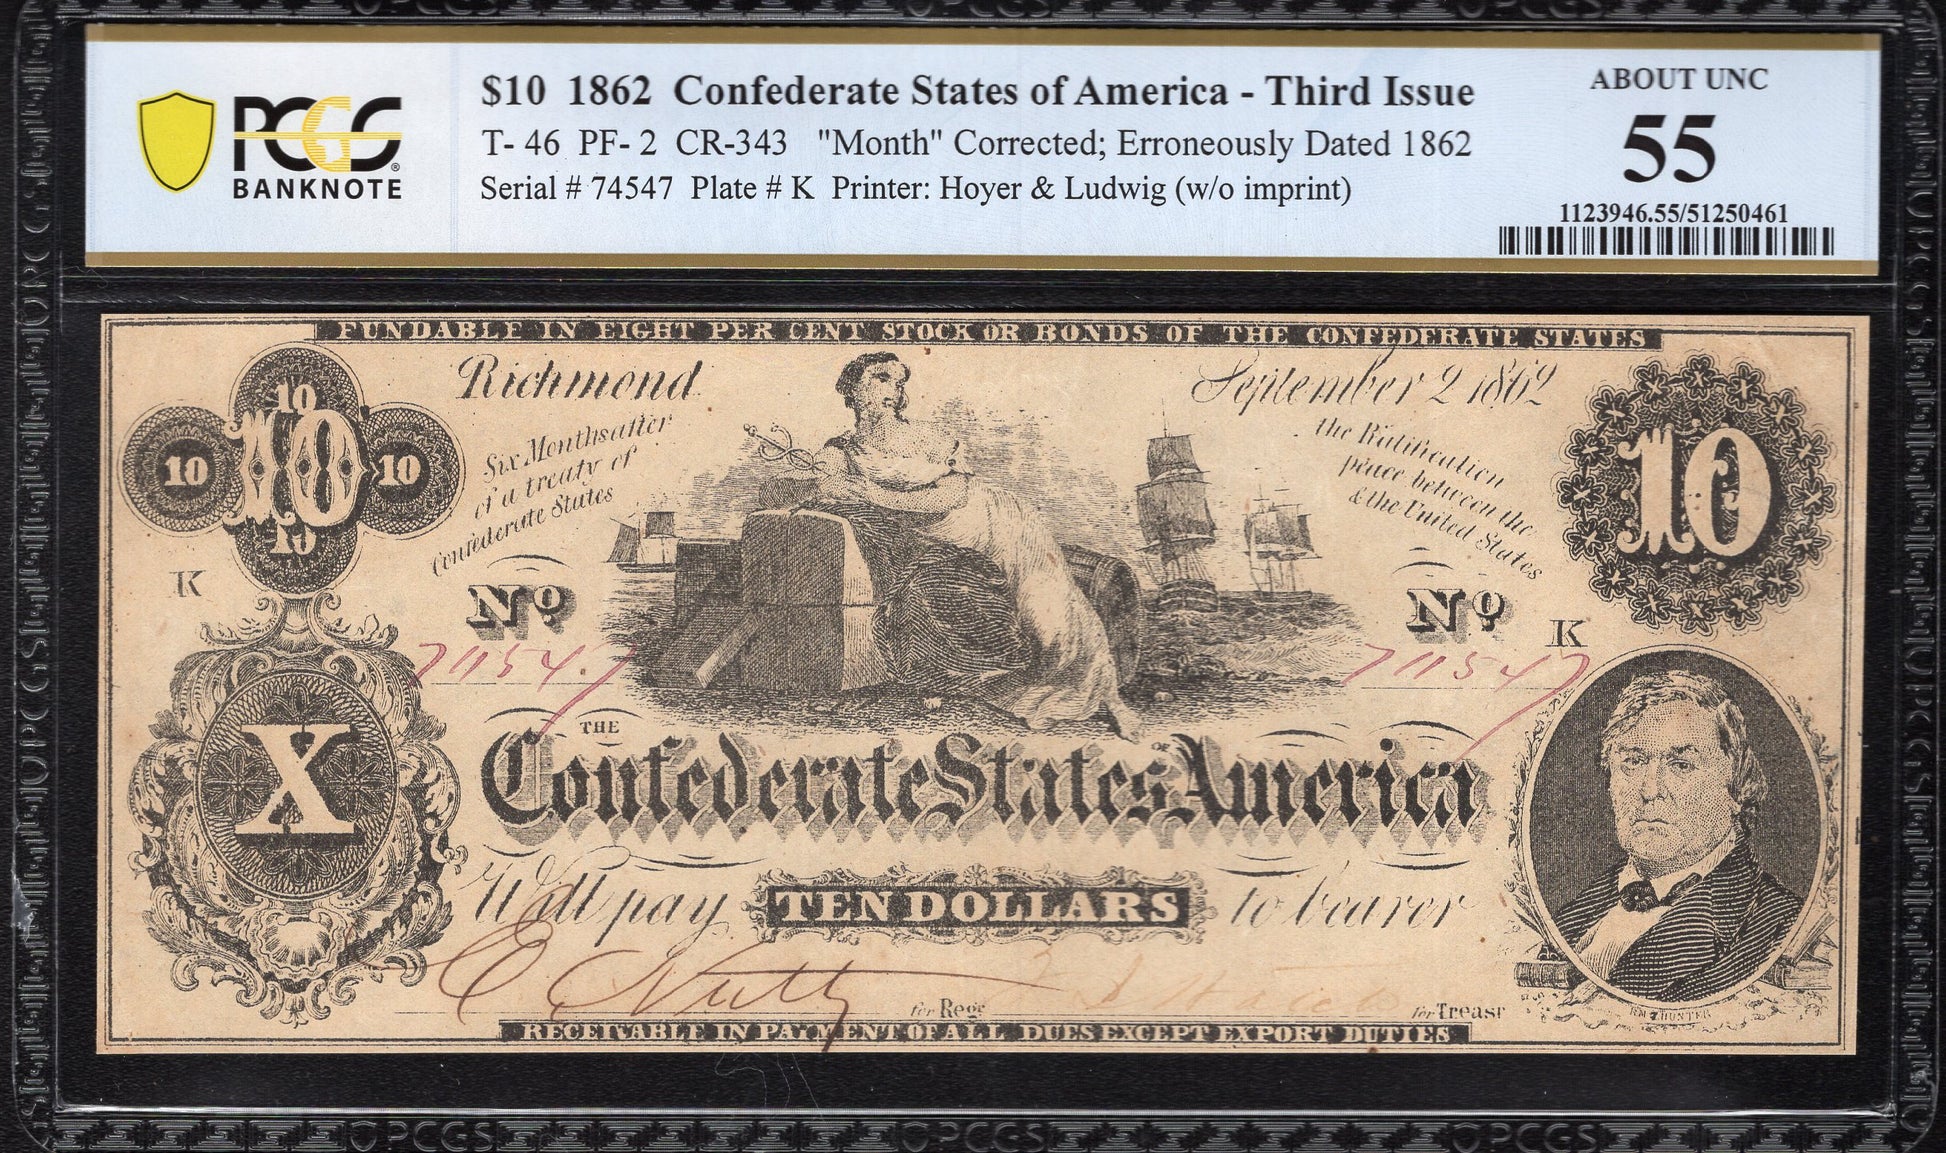 $10 1862 Confederate States of America - Third Issue
T- 46 PF- 2 CR-343 "Month" Corrected; Erroneously Dated 1862
Serial # 74547 Plate # K Printer: Hoyer & Ludwig (w/o imprint)
ABOUT UNC
55
1123946.55/51250461
PCGS
BANKNOTE
FUNDABLE IN EIGHT PER CENT STOCK OR BONDS OF THE CONFEDERATE STATES
Richmond
September 2 1862
10
10 10 10
10
10
Six Months after
of a treaty of
Confederate States
the Ratification
peace between the
& the United States
K
Nº
74547
Nº
K
74547
THE
Confederate States OF America
X
Will pay TEN DOLLARS to bearer
for Regr
for Treasr
R.M.T. HUNTER
RECEIVABLE IN PAYMENT OF ALL DUES EXCEPT EXPORT DUTIES